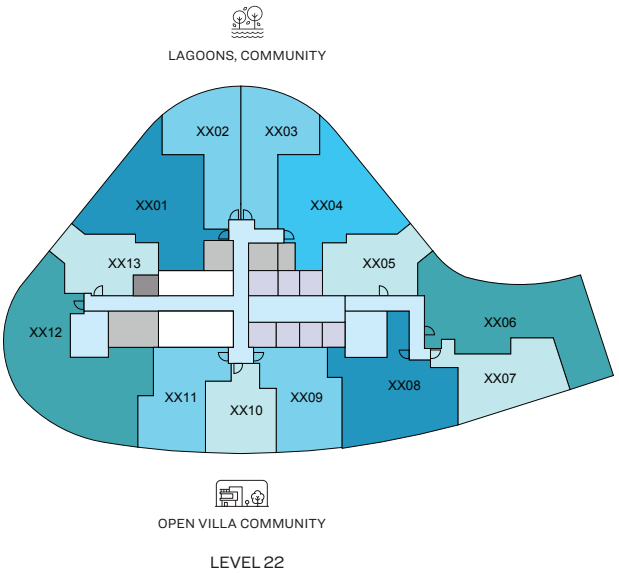 LAGOONS, COMMUNITY
XX02
XX03
XX01
XX04
XX13
XX05
XX12
XX06
XX11
XX10
XX09
XX08
XX07
OPEN VILLA COMMUNITY
LEVEL 22